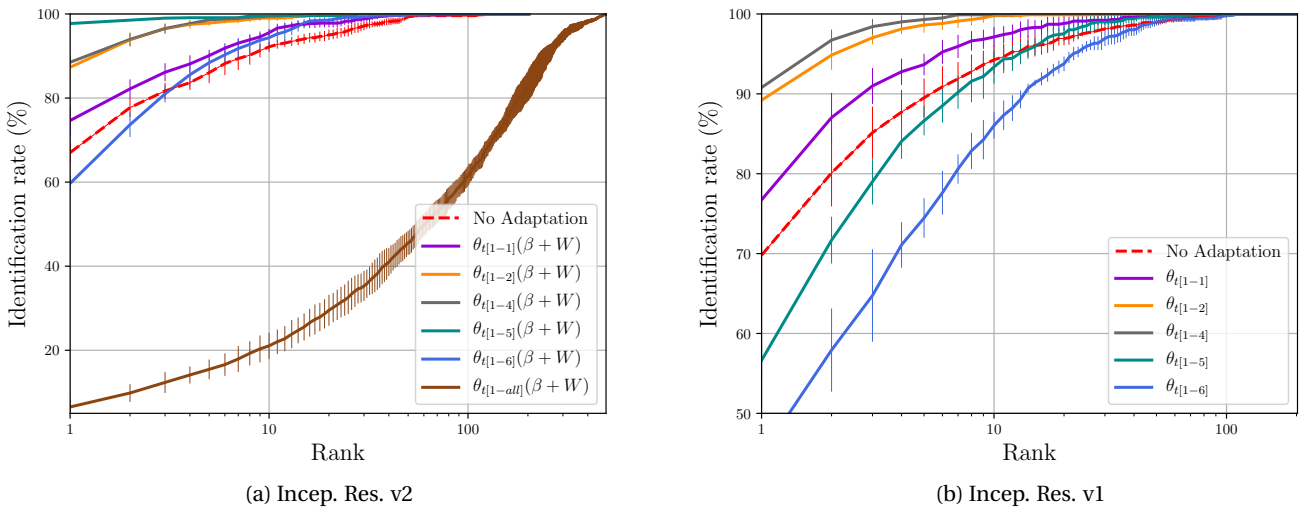 100
80
60
40
20
Identification rate (%)
No Adaptation
θt[1−1](β + W)
θt[1−2](β + W)
θt[1−4](β + W)
θt[1−5](β + W)
θt[1−6](β + W)
θt[1−all](β + W)
1 10 100
Rank
(a) Incep. Res. v2
100
90
80
70
60
50
Identification rate (%)
No Adaptation
θt[1−1]
θt[1−2]
θt[1−4]
θt[1−5]
θt[1−6]
1 10 100
Rank
(b) Incep. Res. v1